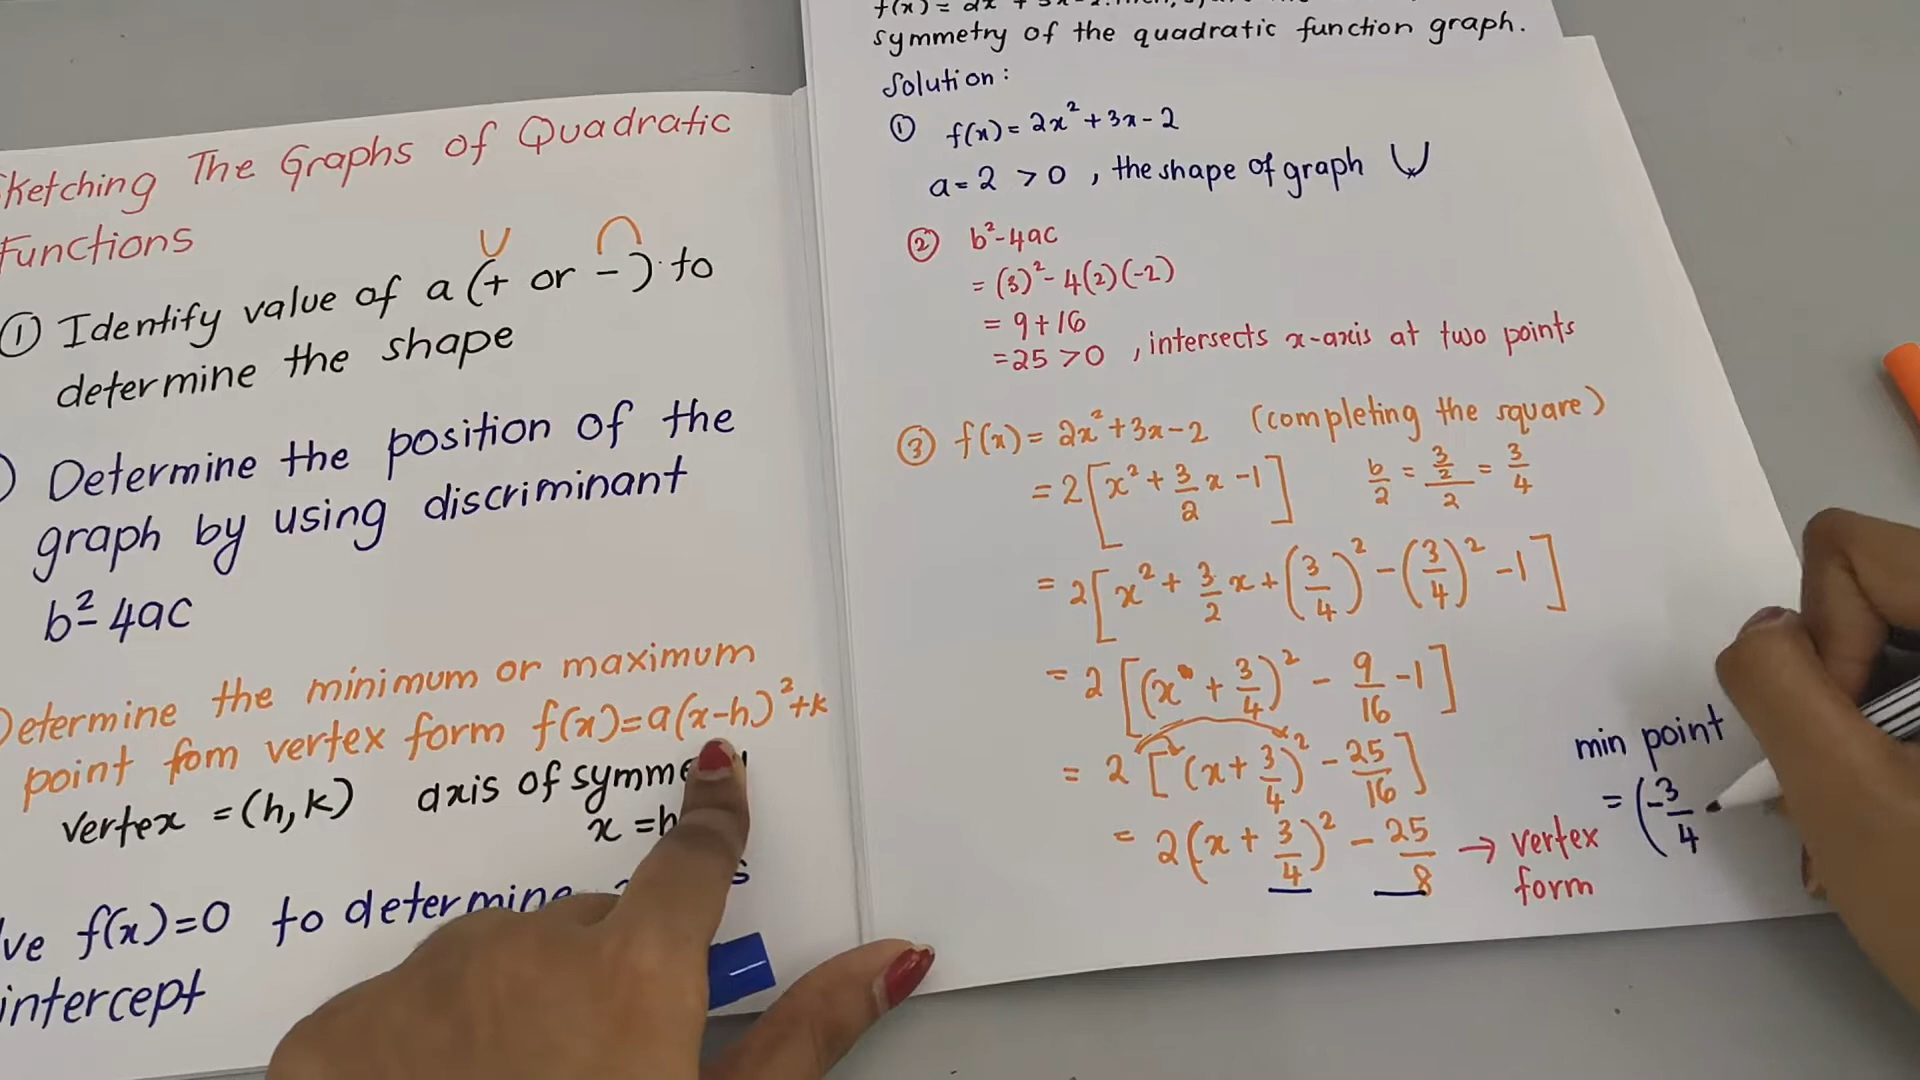 Sketching The Graphs of Quadratic
Functions
① Identify value of a (+ or -) to
determine the shape
Determine the position of the
graph by using discriminant
b²-4ac
Determine the minimum or maximum
point from vertex form f(x)=a(x-h)²+k
vertex =(h,k) axis of
x =h
f(x)=0 to determine
intercept
symmetry of the quadratic function graph.
Solution:
① f(x)= 2x²+3x-2
a=2 >0 , the shape of graph
② b²-4ac
= (3)²-4(2)(-2)
= 9+16
=25 >0 , intersects x-axis at two points
③ f(x)= 2x²+3x-2 (completing the square)
= 2[x²+3/2x-1] b/2 = 3/2/2 = 3/4
= 2[x²+3/2x+(3/4)²-(3/4)²-1]
= 2[(x+3/4)²-9/16-1]
= 2[(x+3/4)²-25/16]
= 2(x+3/4)²-25/8 → vertex
form
min point
= (-3/4